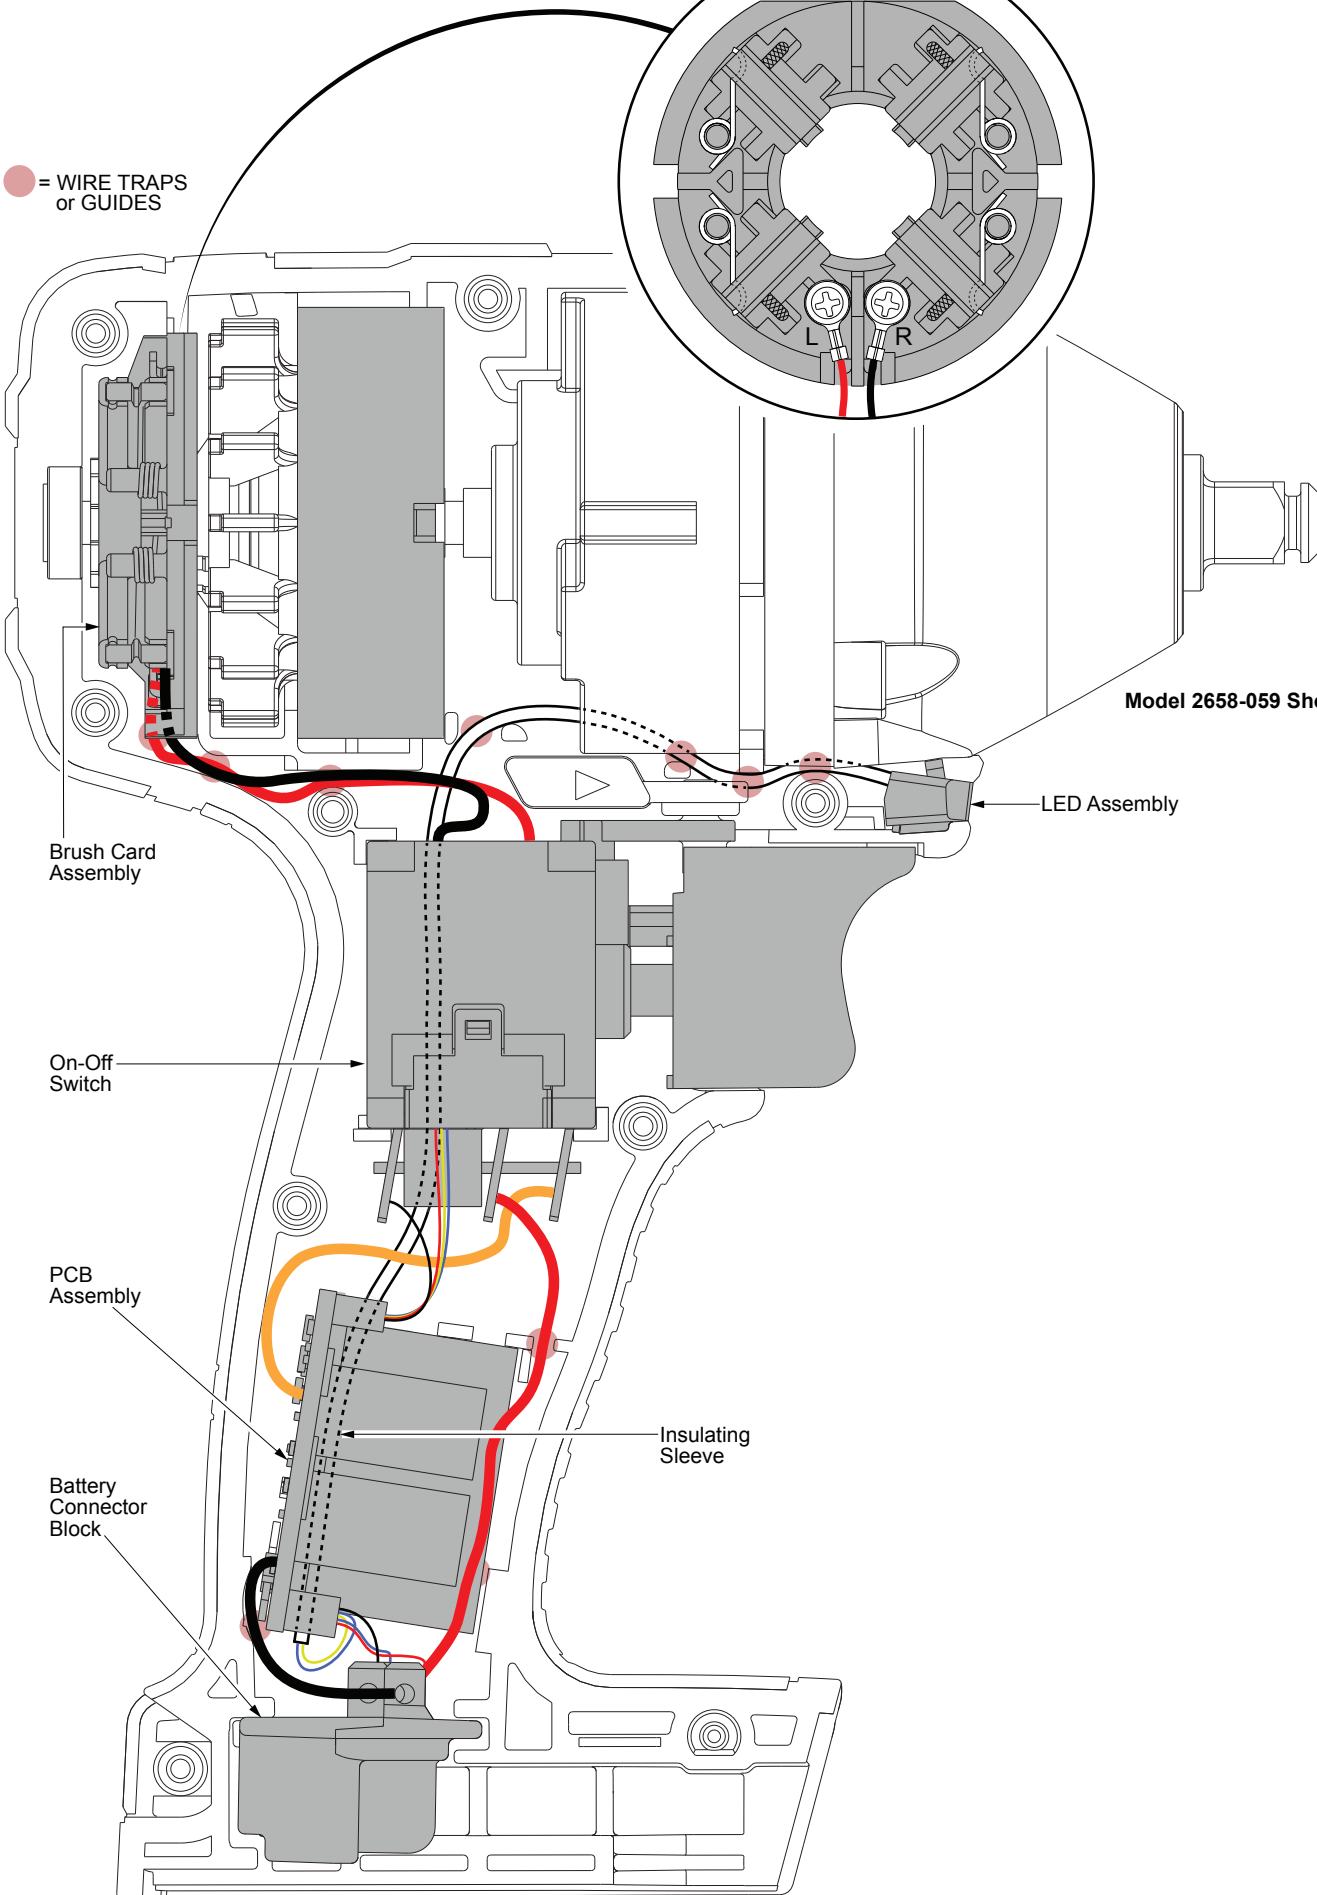 = WIRE TRAPS
or GUIDES
L
R
Model 2658-059 Sho
LED Assembly
Brush Card
Assembly
On-Off
Switch
PCB
Assembly
Insulating
Sleeve
Battery
Connector
Block